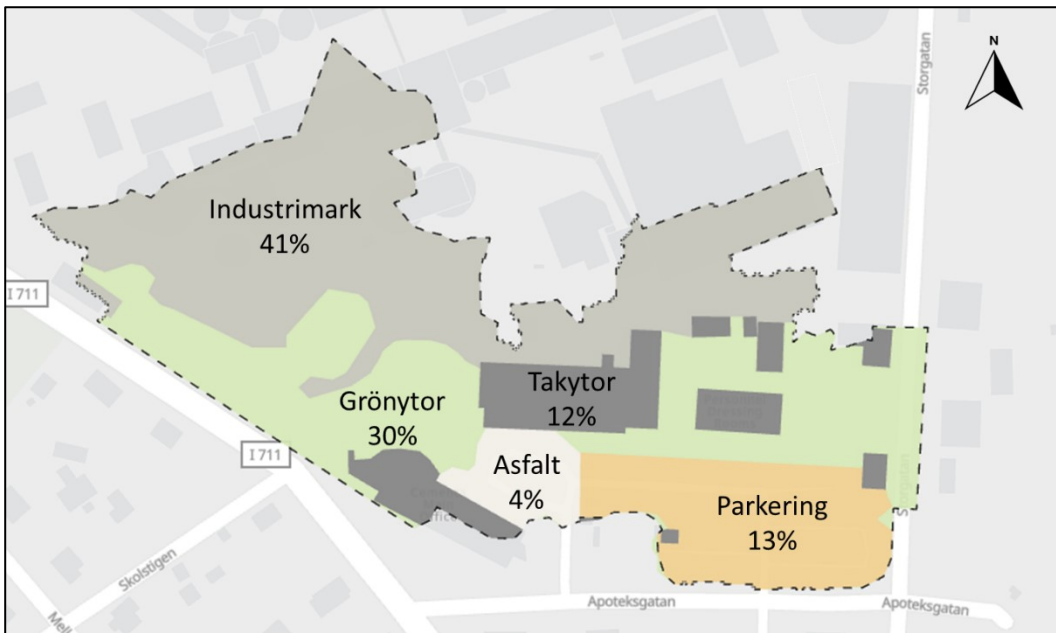 N
Storgatan
Industrimark
41%
I 711
Takytor
12%
Grönytor
30%
I 711
Asfalt
4%
Parkering
13%
Skolstigen
Apoteksgatan
Apoteksgatan